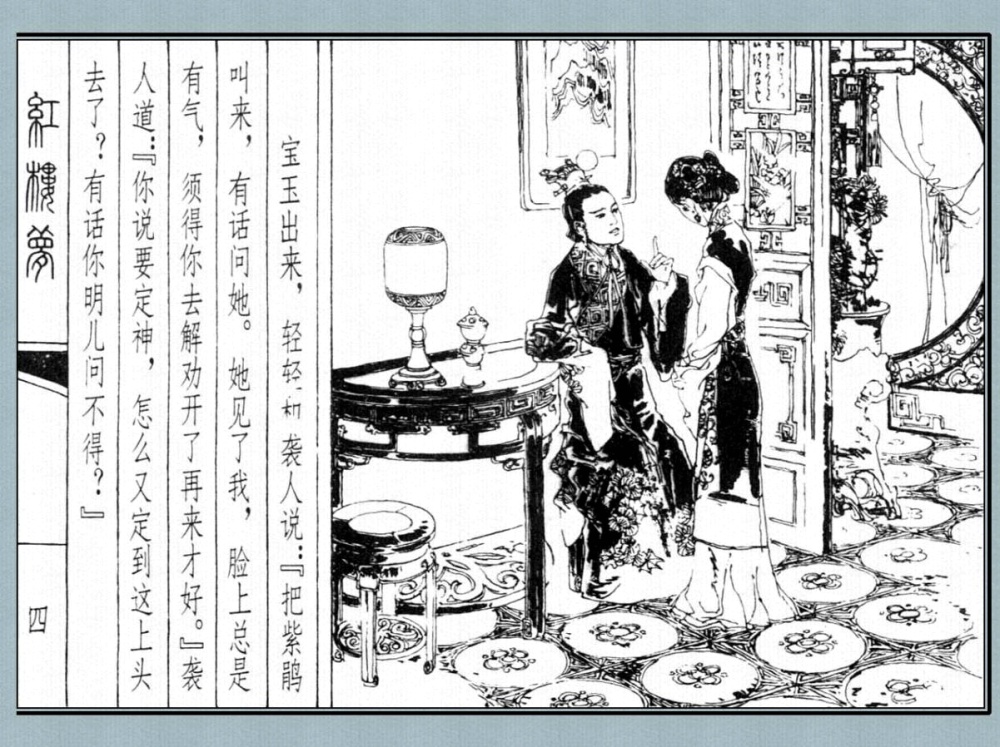 宝玉出来，轻轻和袭人说：『把紫鹃
叫来，有话问她。她见了我，脸上总是
有气，须得你去解劝开了再来才好。』袭
人道：『你说要定神，怎么又定到这上头
去了？有话你明儿问不得？』
紅樓夢
四